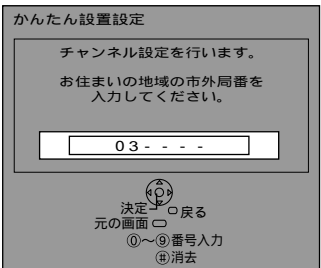 かんたん設置設定
チャンネル設定を行います。
お住まいの地域の市外局番を
入力してください。
03- - - -
決定
戻る
元の画面
⓪～⑨番号入力
⌗消去